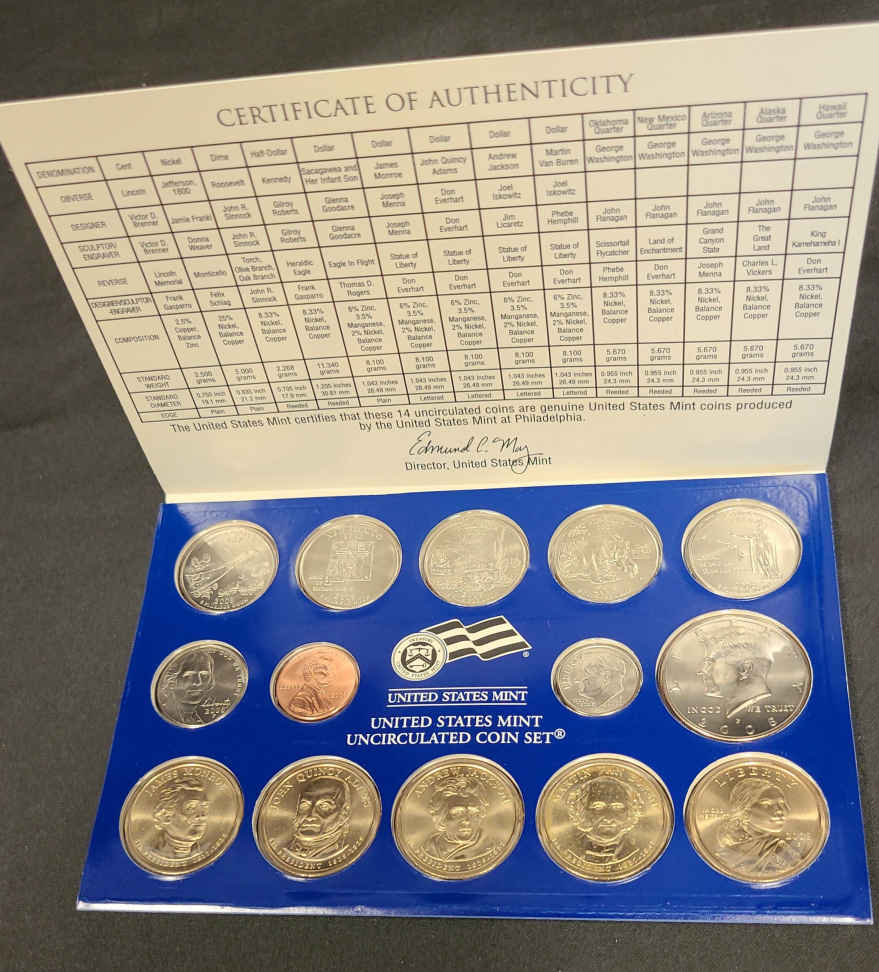 CERTIFICATE OF AUTHENTICITY
DENOMINATION Cent Nickel Dime Half-Dollar Dollar Dollar Dollar Dollar Dollar Oklahoma Quarter New Mexico Quarter Arizona Quarter Alaska Quarter Hawaii Quarter
OBVERSE Lincoln Jefferson, 1800 Roosevelt Kennedy Sacagawea and Her Infant Son James Monroe John Quincy Adams Andrew Jackson Martin Van Buren George Washington George Washington George Washington George Washington George Washington
DESIGNER Victor D. Brenner Jamie Franki John R. Sinnock Gilroy Roberts Glenna Goodacre Joseph Menna Don Everhart Joel Iskowitz Joel Iskowitz
SCULPTOR/ ENGRAVER Victor D. Brenner Donna Weaver John R. Sinnock Gilroy Roberts Glenna Goodacre Joseph Menna Don Everhart Jim Licaretz Phebe Hemphill John Flanagan John Flanagan John Flanagan John Flanagan John Flanagan
REVERSE Lincoln Memorial Monticello Torch, Olive Branch, Oak Branch Heraldic Eagle Eagle In Flight Statue of Liberty Statue of Liberty Statue of Liberty Statue of Liberty Scissortail Flycatcher Land of Enchantment Grand Canyon State The Great Land King Kamehameha I
DESIGNER/SCULPTOR -ENGRAVER Frank Gasparro Felix Schlag John R. Sinnock Frank Gasparro Thomas D. Rogers Don Everhart Don Everhart Don Everhart Don Everhart Phebe Hemphill Don Everhart Joseph Menna Charles L. Vickers Don Everhart
COMPOSITION 2.5% Copper, Balance Zinc 25% Nickel, Balance Copper 8.33% Nickel, Balance Copper 8.33% Nickel, Balance Copper 6% Zinc, 3.5% Manganese, 2% Nickel, Balance Copper 6% Zinc, 3.5% Manganese, 2% Nickel, Balance Copper 6% Zinc, 3.5% Manganese, 2% Nickel, Balance Copper 6% Zinc, 3.5% Manganese, 2% Nickel, Balance Copper 6% Zinc, 3.5% Manganese, 2% Nickel, Balance Copper 8.33% Nickel, Balance Copper 8.33% Nickel, Balance Copper 8.33% Nickel, Balance Copper 8.33% Nickel, Balance Copper 8.33% Nickel, Balance Copper
STANDARD WEIGHT 2.500 grams 5.000 grams 2.268 grams 11.340 grams 8.100 grams 8.100 grams 8.100 grams 8.100 grams 8.100 grams 5.670 grams 5.670 grams 5.670 grams 5.670 grams 5.670 grams
STANDARD DIAMETER 0.750 inch 19.1 mm 0.835 inch 21.2 mm 0.705 inch 17.9 mm 1.205 inches 30.61 mm 1.043 inches 26.49 mm 1.043 inches 26.49 mm 1.043 inches 26.49 mm 1.043 inches 26.49 mm 1.043 inches 26.49 mm 0.955 inch 24.3 mm 0.955 inch 24.3 mm 0.955 inch 24.3 mm 0.955 inch 24.3 mm 0.955 inch 24.3 mm
EDGE Plain Plain Reeded Reeded Plain Lettered Lettered Lettered Lettered Reeded Reeded Reeded Reeded Reeded
The United States Mint certifies that these 14 uncirculated coins are genuine United States Mint coins produced
by the United States Mint at Philadelphia.
Edmund C. Moy
Director, United States Mint
UNITED STATES MINT
UNITED STATES MINT
UNCIRCULATED COIN SET®
IN GOD WE TRUST
P
2008
JAMES MONROE
JOHN QUINCY ADAMS
ANDREW JACKSON
MARTIN VAN BUREN
LIBERTY
2008